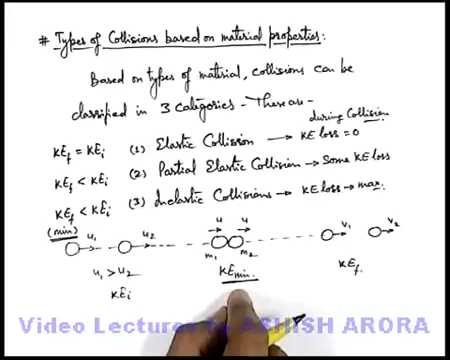 # Types of Collisions based on material properties:
Based on types of material, collisions can be
classified in 3 categories - These are -
during Collision
KEf = KEi (1) Elastic Collision → KE loss = 0
KEf < KEi (2) Partial Elastic Collision → Some KE loss
KEf < KEi (3) Inelastic Collisions → KE loss → max.
(min)
u1 u2 u u v1 v2
m1 m2
u1 > u2 KEmin. KEf.
KEi
Video Lectures by ASHISH ARORA